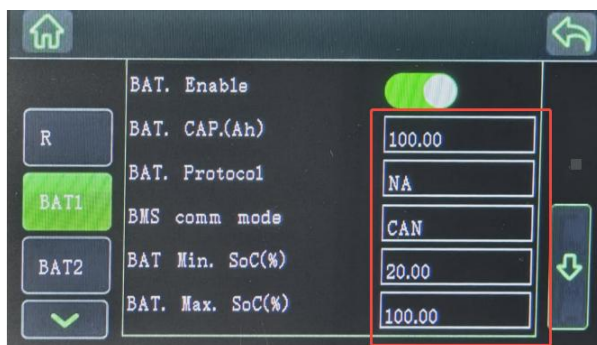 BAT. Enable
BAT. CAP.(Ah) 100.00
BAT. Protocol NA
BMS comm mode CAN
BAT Min. SoC(%) 20.00
BAT. Max. SoC(%) 100.00
R
BAT1
BAT2